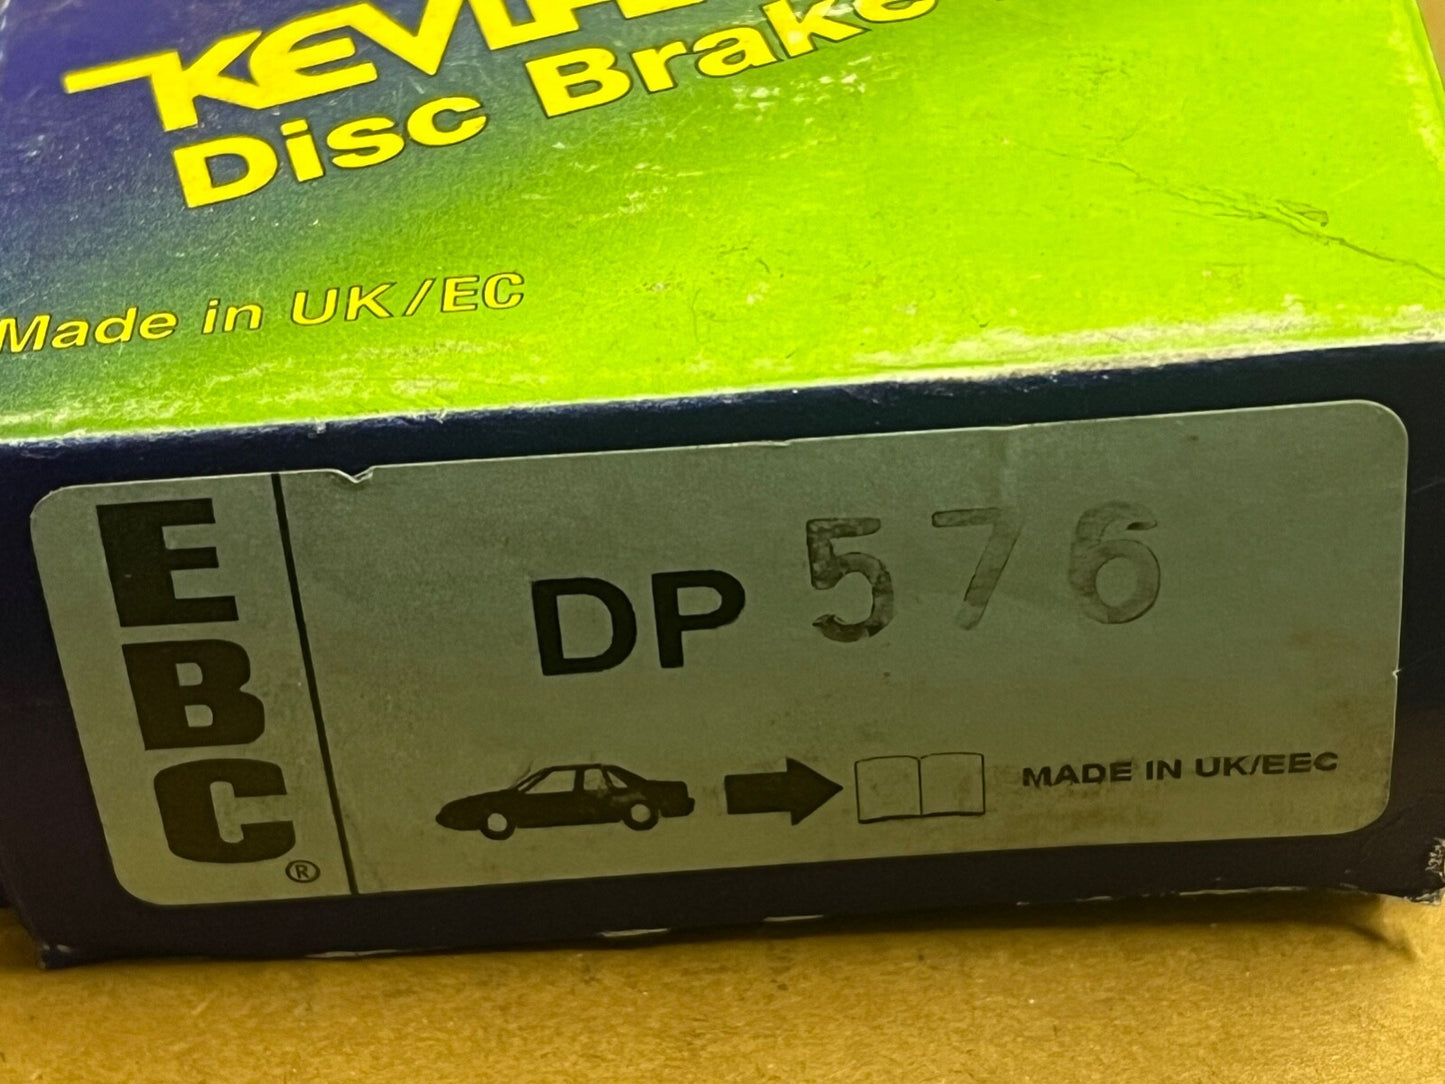 Disc Brake
Made in UK/EC
EBC®
DP 576
MADE IN UK/EEC